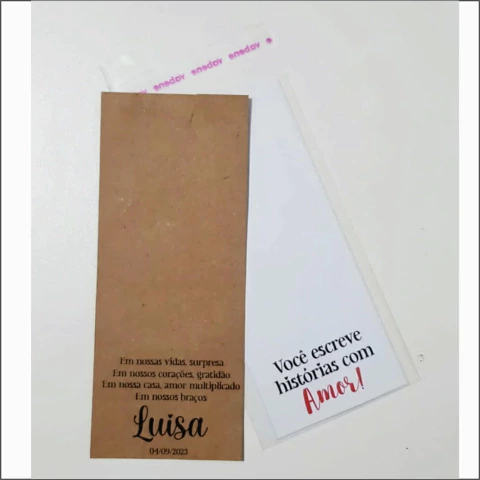 Em nossas vidas, surpresa
Em nossos corações, gratidão
Em nossa casa, amor multiplicado
Em nossos braços
Luisa
04/09/2023
Você escreve
histórias com
Amor!